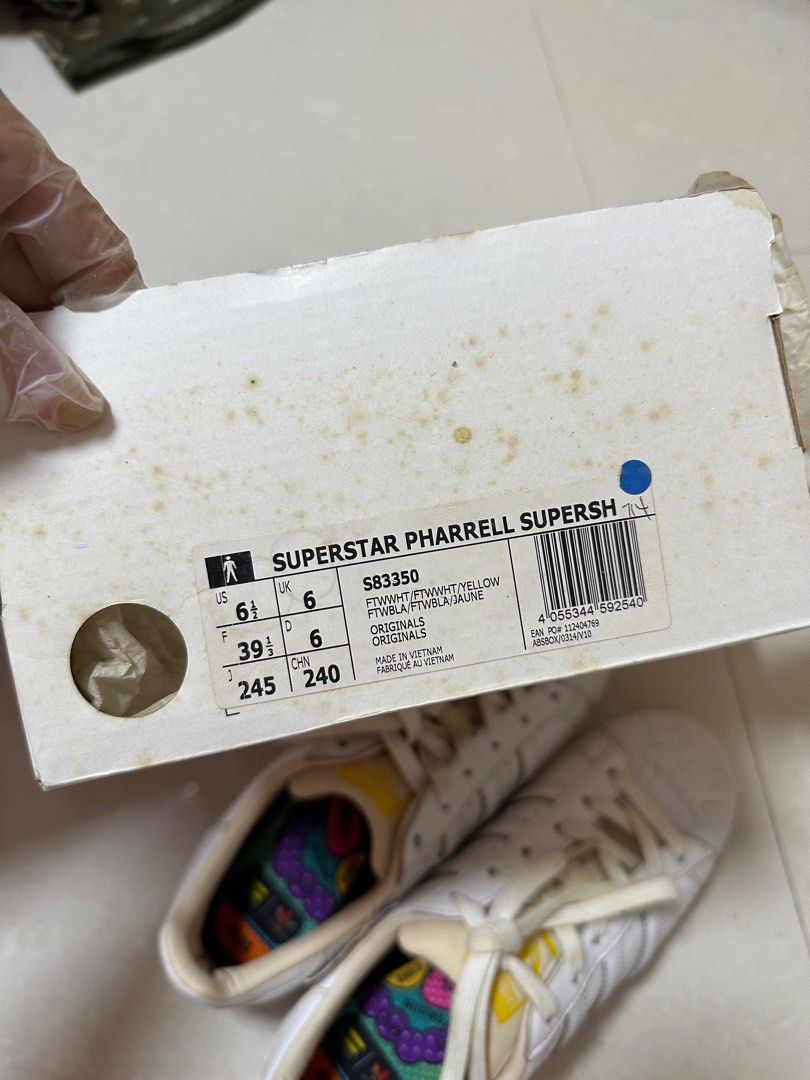 SUPERSTAR PHARRELL SUPERSH
US 6½ UK 6
F 39⅓ D 6
J 245 CHN 240
S83350
FTWWHT/FTWWHT/YELLOW
FTWBLA/FTWBLA/JAUNE
ORIGINALS
ORIGINALS
MADE IN VIETNAM
FABRIQUÉ AU VIETNAM
4 055344 592540
EAN PO# 112404769
ABSBOX/0314/V10